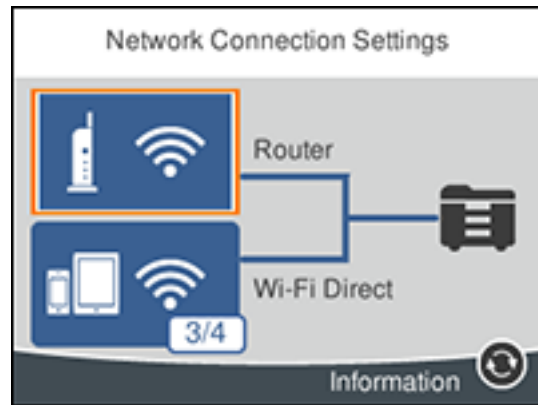 Network Connection Settings
Router
Wi-Fi Direct
3/4
Information